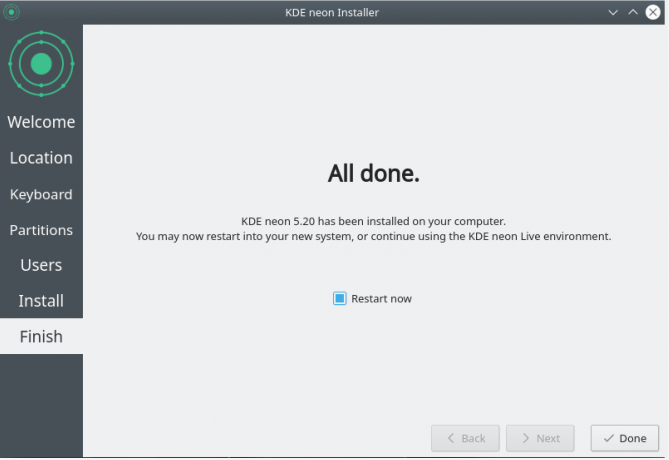 KDE neon Installer
Welcome
Location
Keyboard
Partitions
Users
Install
Finish
All done.
KDE neon 5.20 has been installed on your computer.
You may now restart into your new system, or continue using the KDE neon Live environment.
Restart now
Back
Next
Done